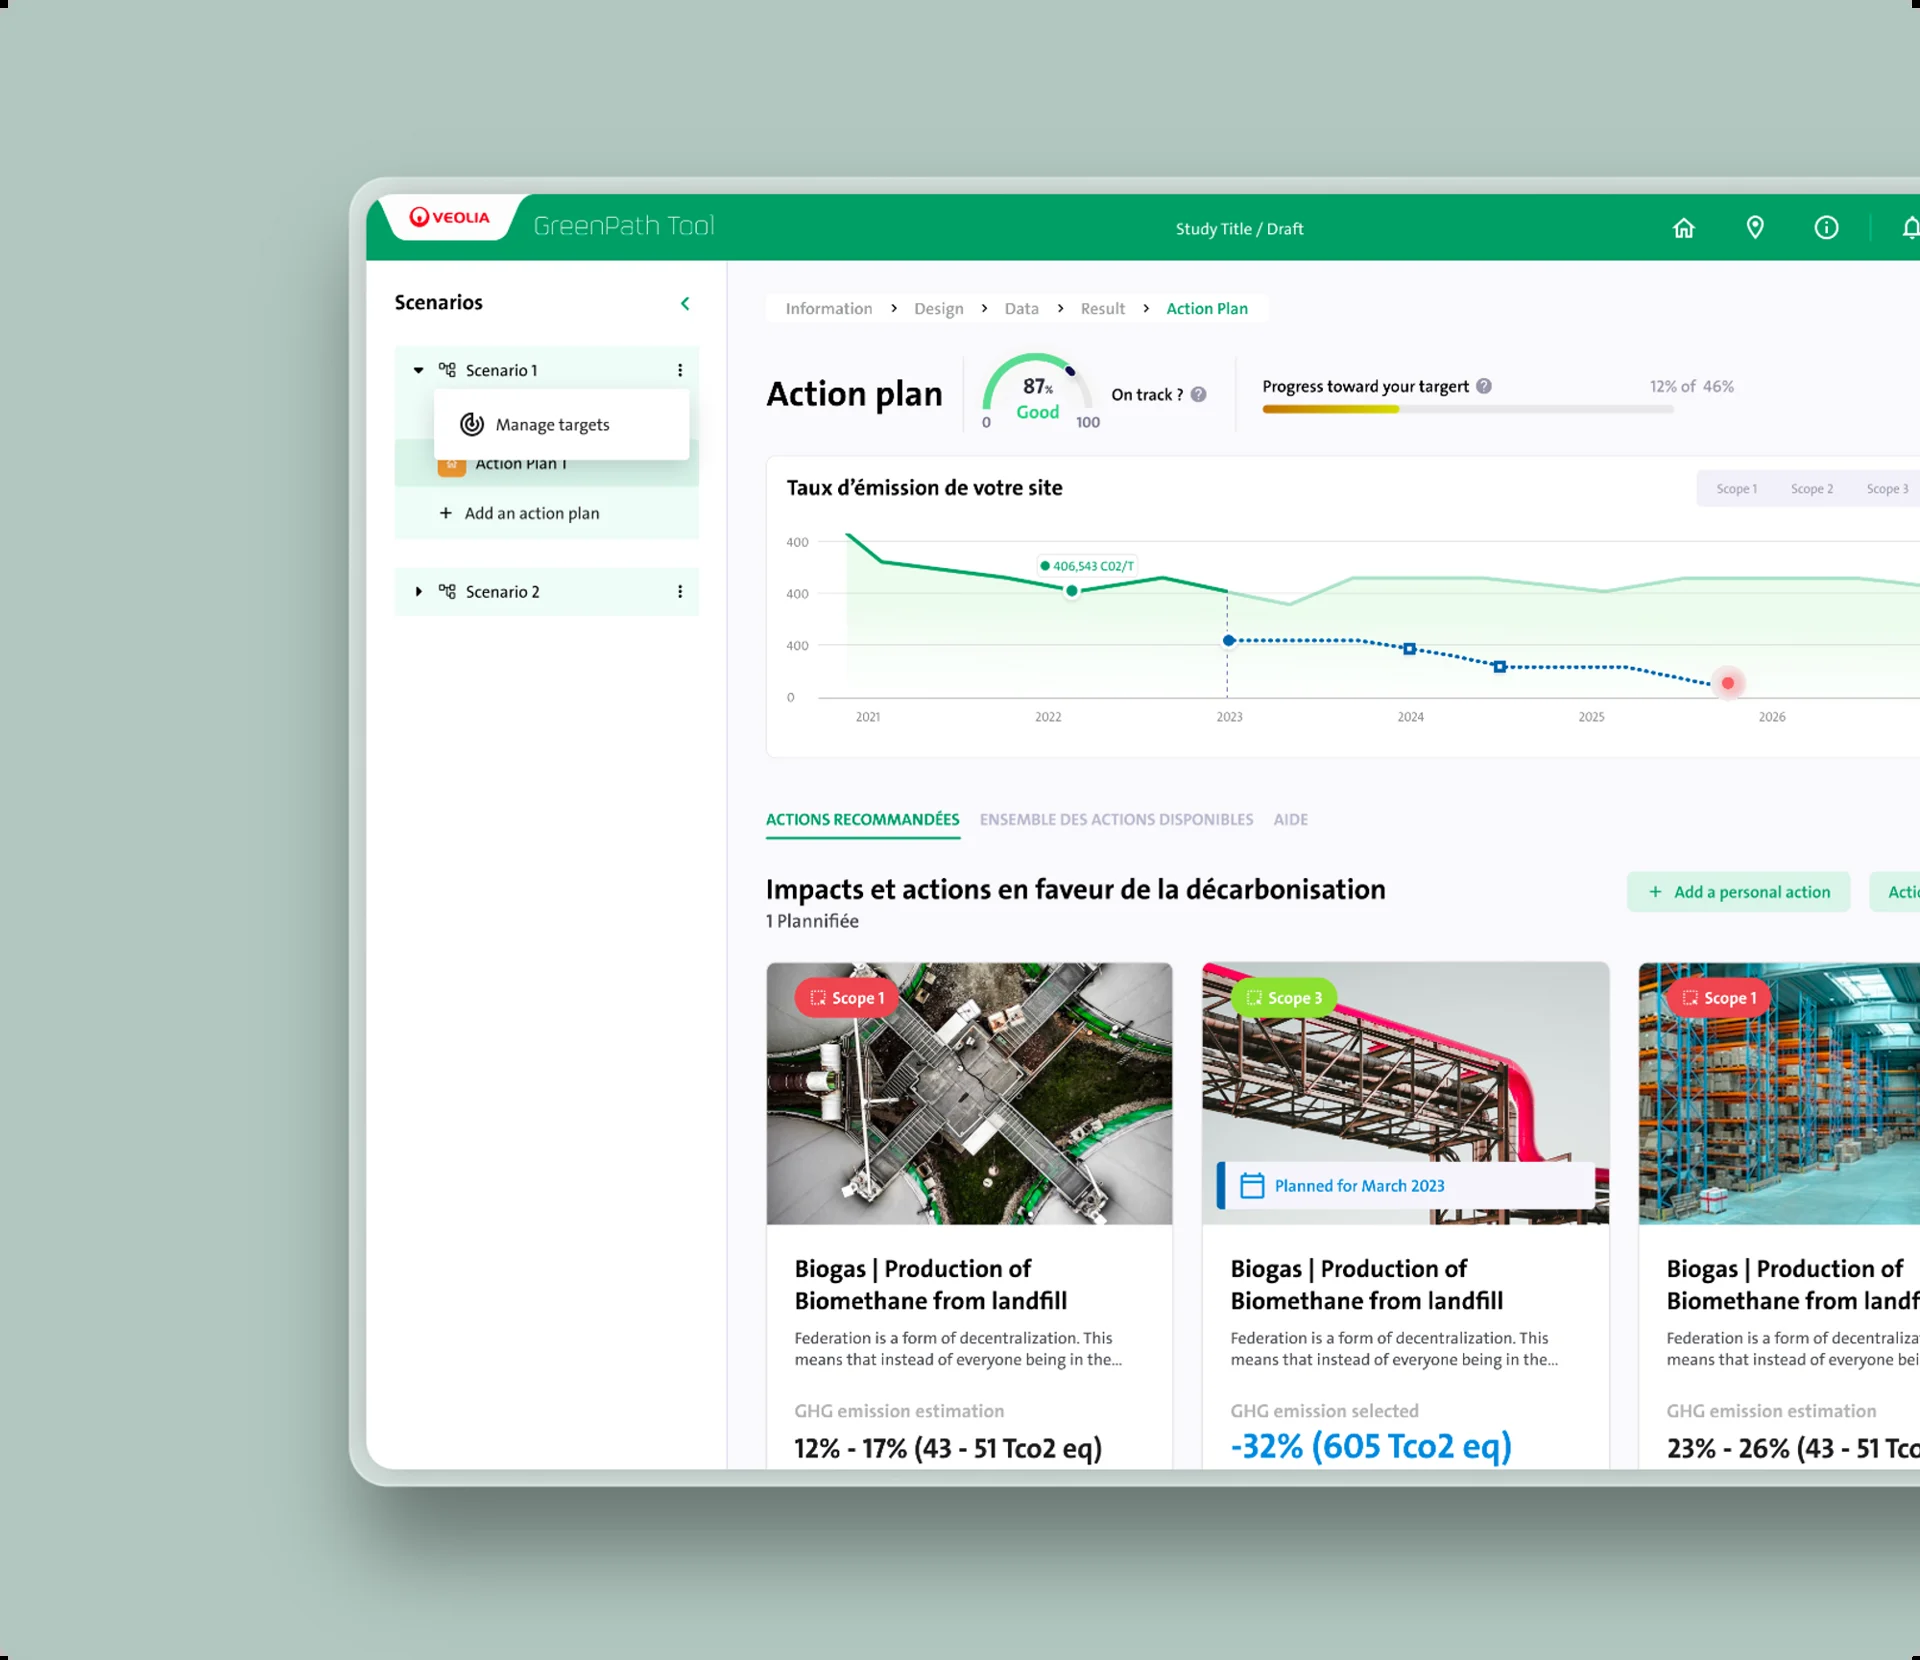 VEOLIA
GreenPath Tool
Study Title / Draft
Scenarios
Scenario 1
Manage targets
Action Plan 1
Add an action plan
Scenario 2
Information > Design > Data > Result > Action Plan
Action plan
87%
Good
0
100
On track ?
Progress toward your targert
12% of 46%
Taux d’émission de votre site
Scope 1
Scope 2
Scope 3
400
400
400
0
406,543 C02/T
2021
2022
2023
2024
2025
2026
ACTIONS RECOMMANDÉES
ENSEMBLE DES ACTIONS DISPONIBLES
AIDE
Impacts et actions en faveur de la décarbonisation
1 Plannifiée
+ Add a personal action
Actio
Scope 1
Biogas | Production of
Biomethane from landfill
Federation is a form of decentralization. This
means that instead of everyone being in the...
GHG emission estimation
12% - 17% (43 - 51 Tco2 eq)
Scope 3
Planned for March 2023
Biogas | Production of
Biomethane from landfill
Federation is a form of decentralization. This
means that instead of everyone being in the...
GHG emission selected
-32% (605 Tco2 eq)
Scope 1
Biogas | Production of
Biomethane from landf
Federation is a form of decentraliza
means that instead of everyone bei
GHG emission estimation
23% - 26% (43 - 51 Tco